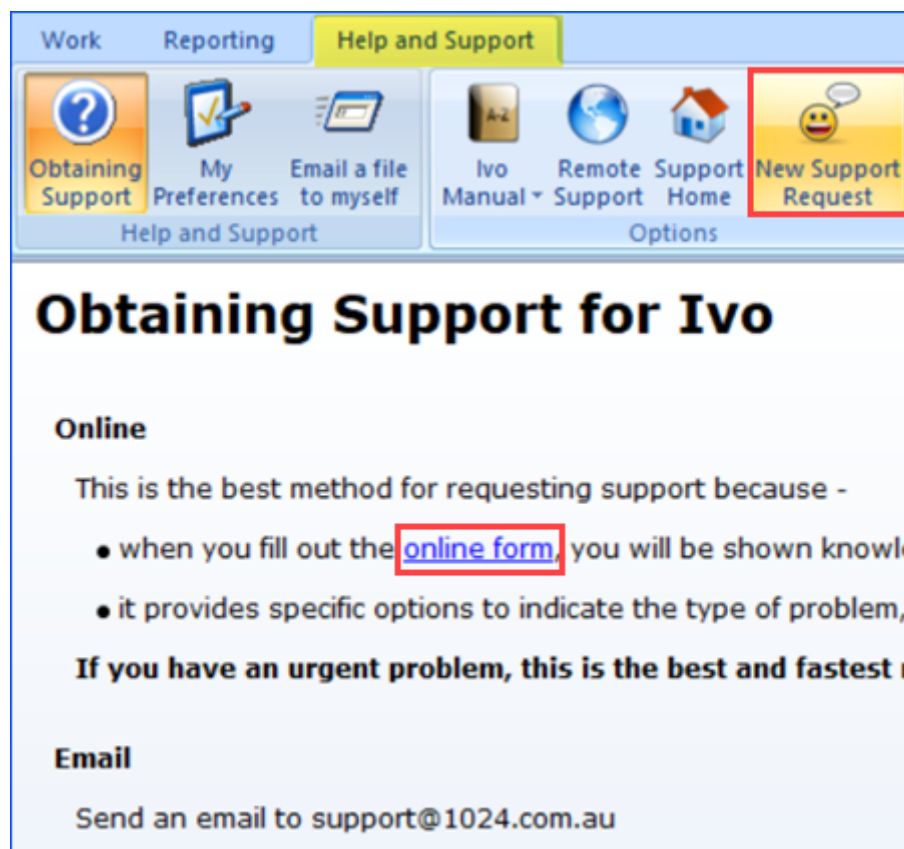 Work Reporting Help and Support
Obtaining Support
My Preferences
Email a file to myself
A-Z
Ivo Manual
Remote Support
Support Home
New Support Request
Help and Support
Options
Obtaining Support for Ivo
Online
This is the best method for requesting support because -
• when you fill out the online form, you will be shown knowl
• it provides specific options to indicate the type of problem,
If you have an urgent problem, this is the best and fastest
Email
Send an email to support@1024.com.au